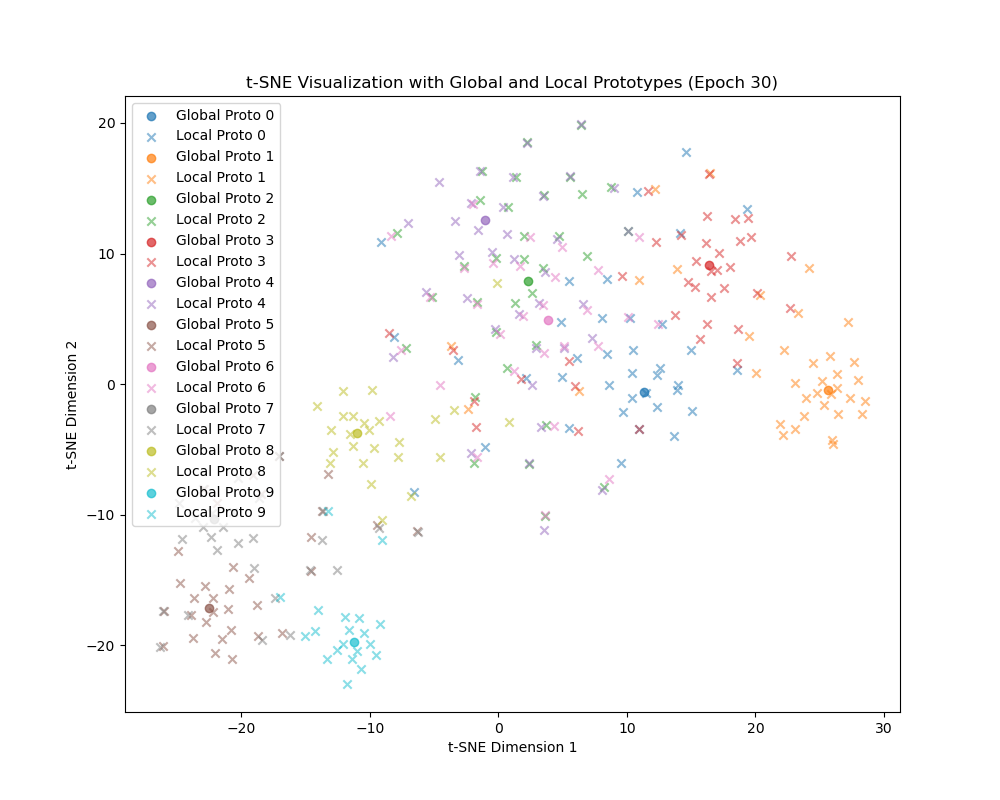 t-SNE Visualization with Global and Local Prototypes (Epoch 30)
Global Proto 0
Local Proto 0
Global Proto 1
Local Proto 1
Global Proto 2
Local Proto 2
Global Proto 3
Local Proto 3
Global Proto 4
Local Proto 4
Global Proto 5
Local Proto 5
Global Proto 6
Local Proto 6
Global Proto 7
Local Proto 7
Global Proto 8
Local Proto 8
Global Proto 9
Local Proto 9
t-SNE Dimension 2
20
10
0
−10
−20
−20
−10
0
10
20
30
t-SNE Dimension 1